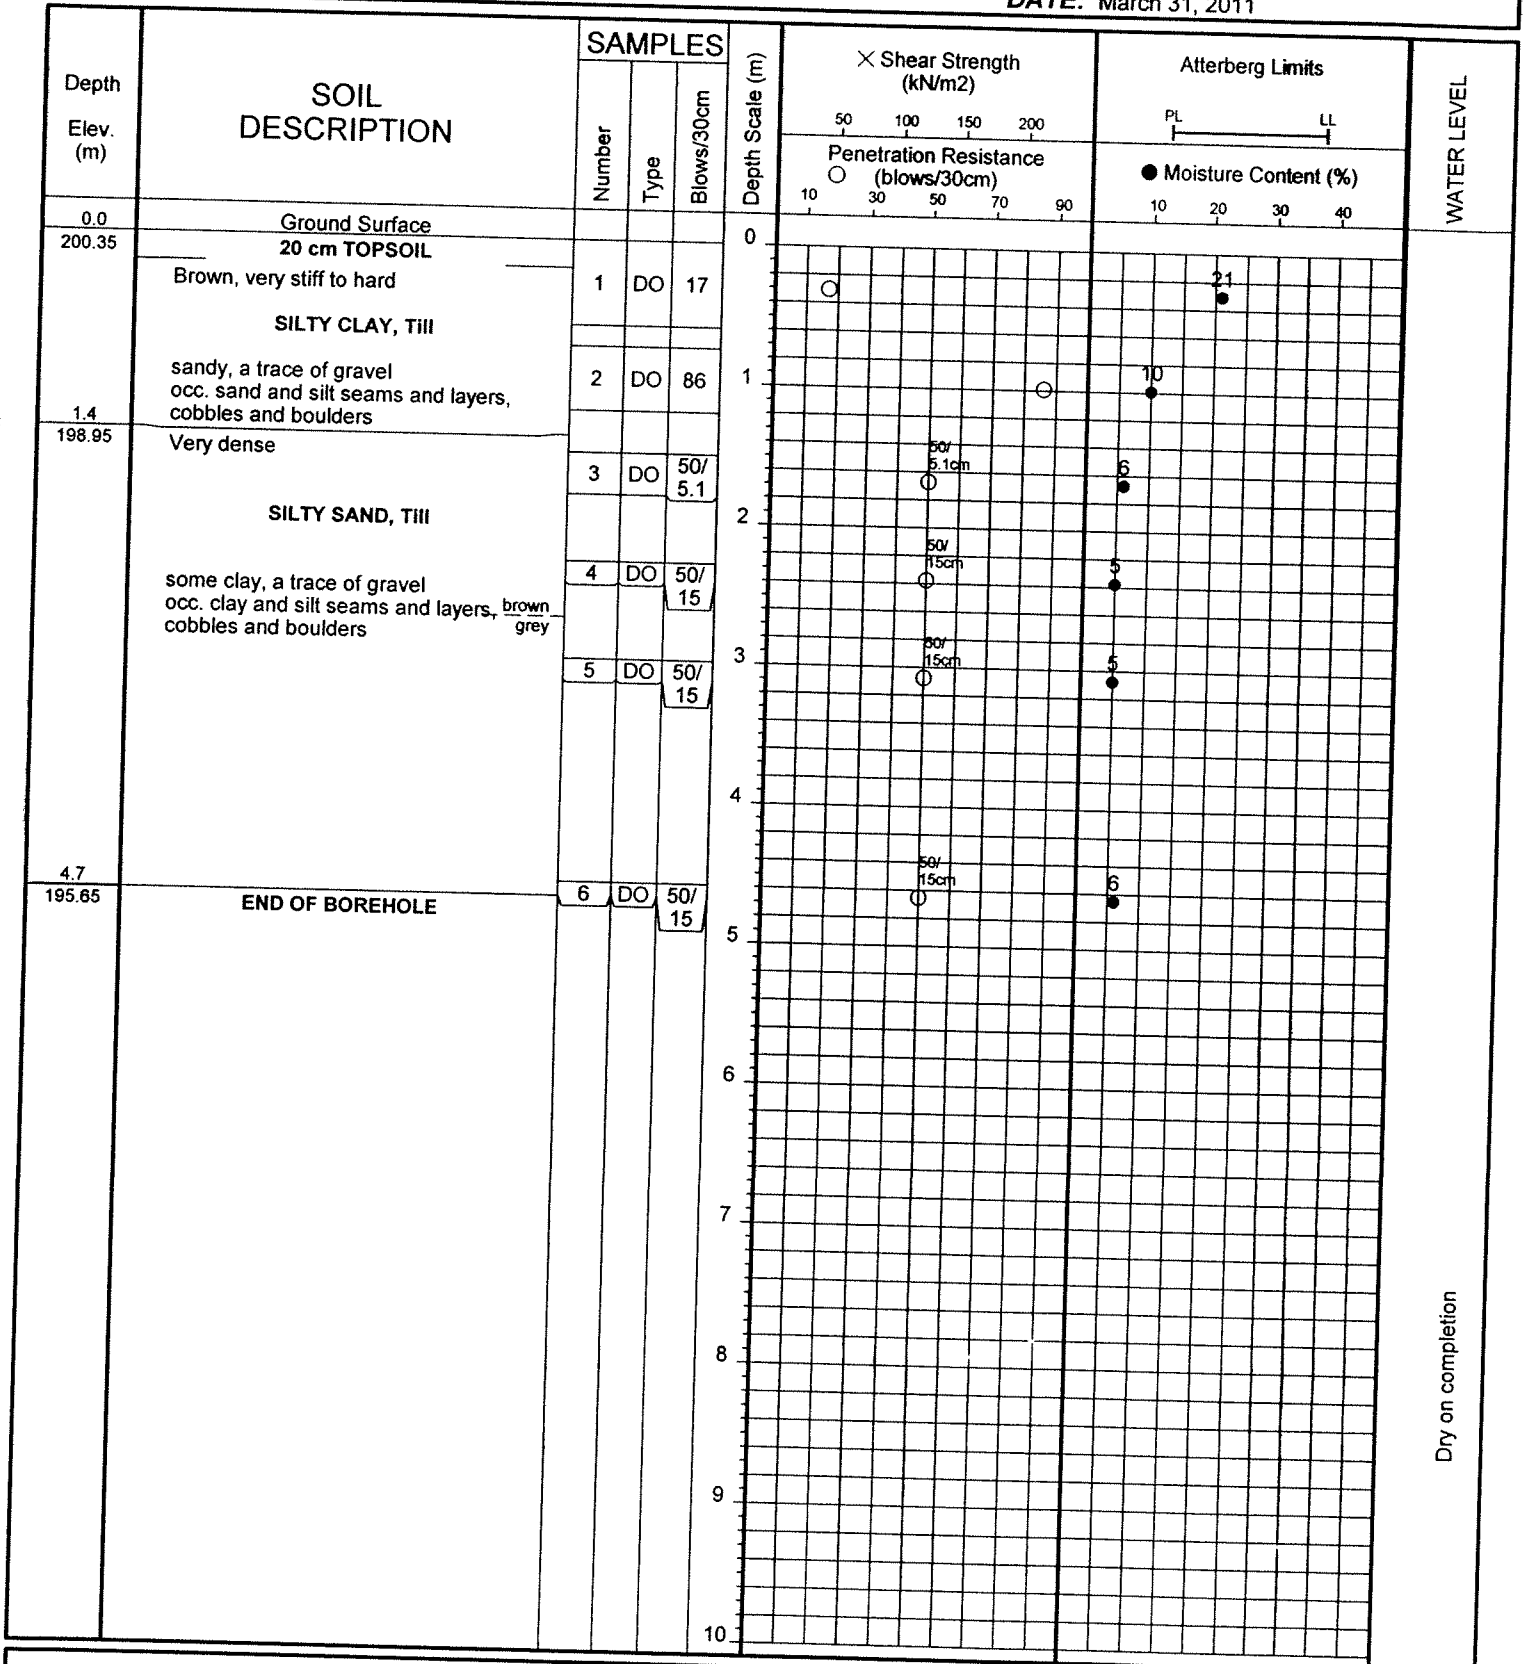 DATE: March 31, 2011
Depth
Elev.
(m)
SOIL
DESCRIPTION
SAMPLES
Number
Type
Blows/30cm
Depth Scale (m)
× Shear Strength
(kN/m2)
50 100 150 200
Penetration Resistance
(blows/30cm)
10 30 50 70 90
Atterberg Limits
PL LL
Moisture Content (%)
10 20 30 40
WATER LEVEL
0.0
200.35
Ground Surface
20 cm TOPSOIL
0
Brown, very stiff to hard
1 DO 17
21
SILTY CLAY, Till
sandy, a trace of gravel
occ. sand and silt seams and layers,
cobbles and boulders
2 DO 86
1
10
1.4
198.95
Very dense
3 DO 50/
5.1
50/
5.1cm
6
SILTY SAND, Till
2
some clay, a trace of gravel
occ. clay and silt seams and layers, brown
cobbles and boulders grey
4 DO 50/
15
50/
15cm
5
5 DO 50/
15
3
50/
15cm
5
4
4.7
195.65
END OF BOREHOLE
6 DO 50/
15
50/
15cm
6
5
6
7
8
9
10
Dry on completion